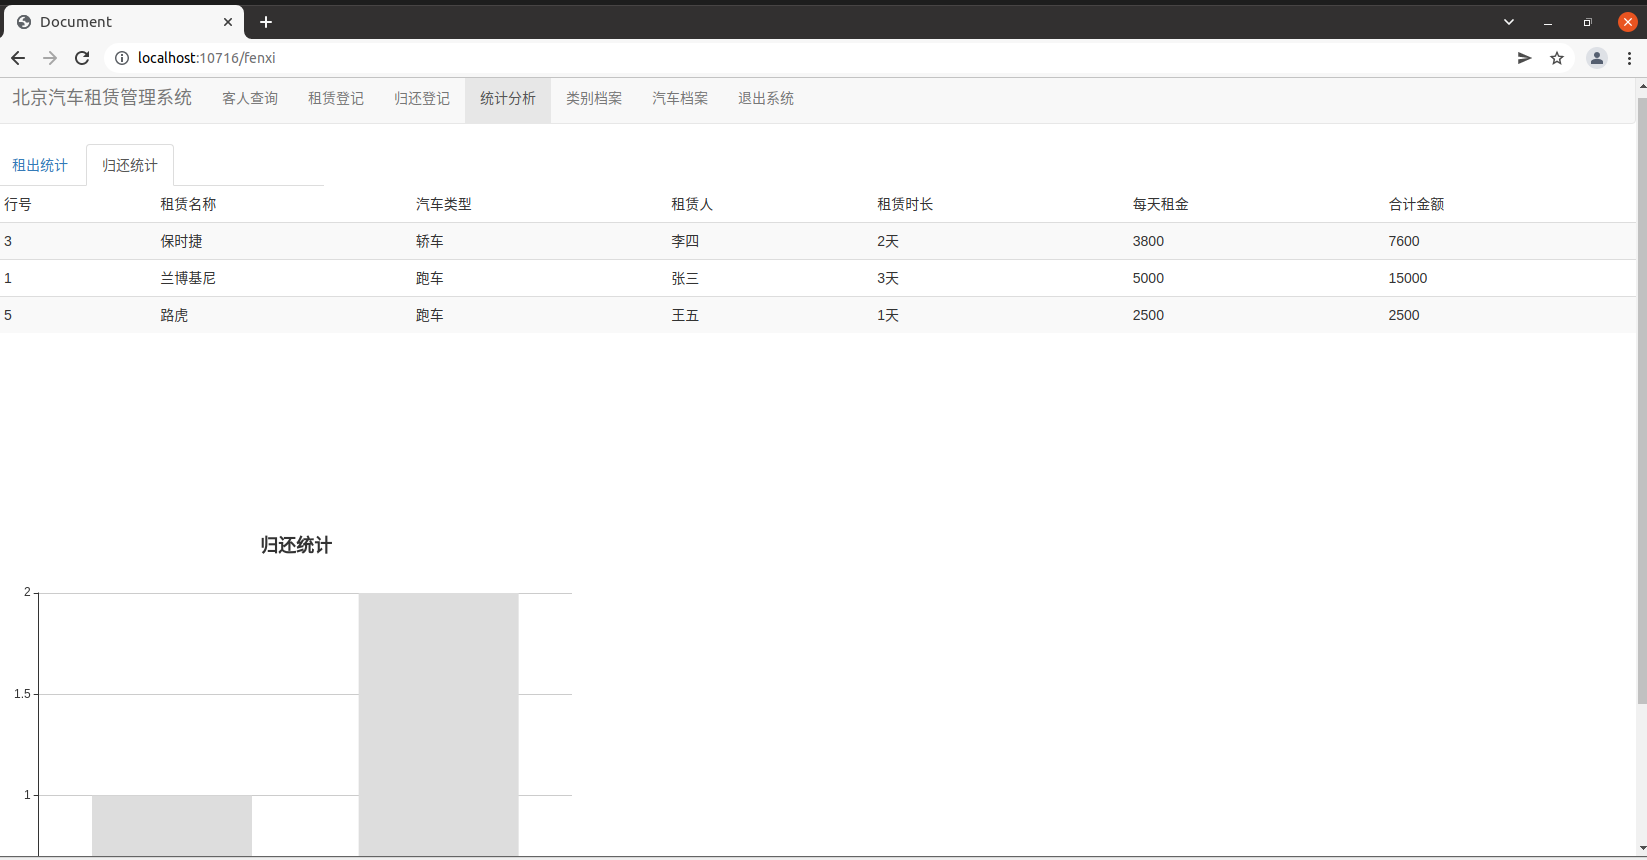 Document
localhost:10716/fenxi
北京汽车租赁管理系统 客人查询 租赁登记 归还登记 统计分析 类别档案 汽车档案 退出系统
租出统计 归还统计
行号 租赁名称 汽车类型 租赁人 租赁时长 每天租金 合计金额
3 保时捷 轿车 李四 2天 3800 7600
1 兰博基尼 跑车 张三 3天 5000 15000
5 路虎 跑车 王五 1天 2500 2500
归还统计
2
1.5
1